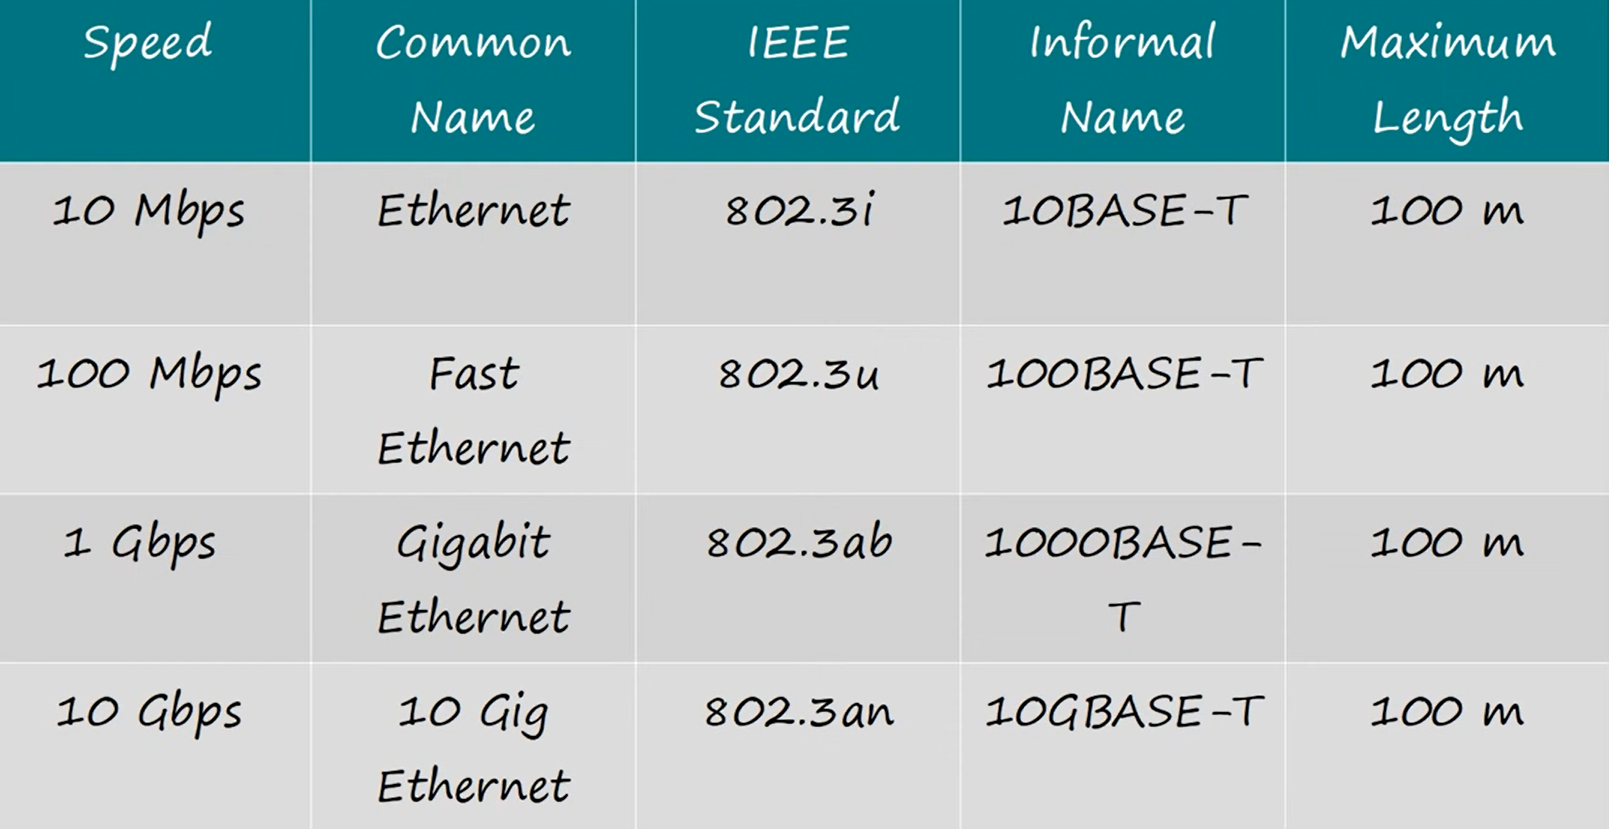 Speed
Common
Name
IEEE
Standard
Informal
Name
Maximum
Length
10 Mbps
Ethernet
802.3i
10BASE-T
100 m
100 Mbps
Fast
Ethernet
802.3u
100BASE-T
100 m
1 Gbps
Gigabit
Ethernet
802.3ab
1000BASE-
T
100 m
10 Gbps
10 Gig
Ethernet
802.3an
10GBASE-T
100 m